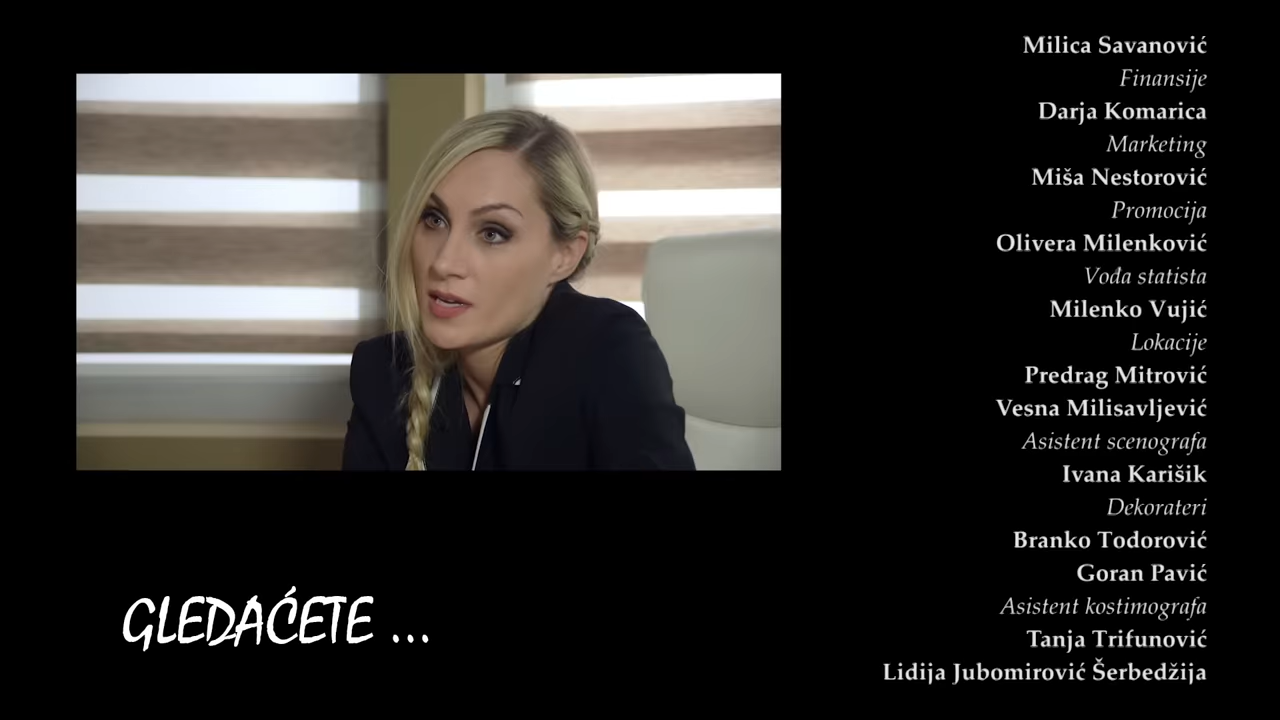 Milica Savanović
Finansije
Darja Komarica
Marketing
Miša Nestorović
Promocija
Olivera Milenković
Vođa statista
Milenko Vujić
Lokacije
Predrag Mitrović
Vesna Milisavljević
Asistent scenografa
Ivana Karišik
Dekorateri
Branko Todorović
Goran Pavić
Asistent kostimografa
Tanja Trifunović
Lidija Jubomirović Šerbedžija
GLEDAĆETE ...